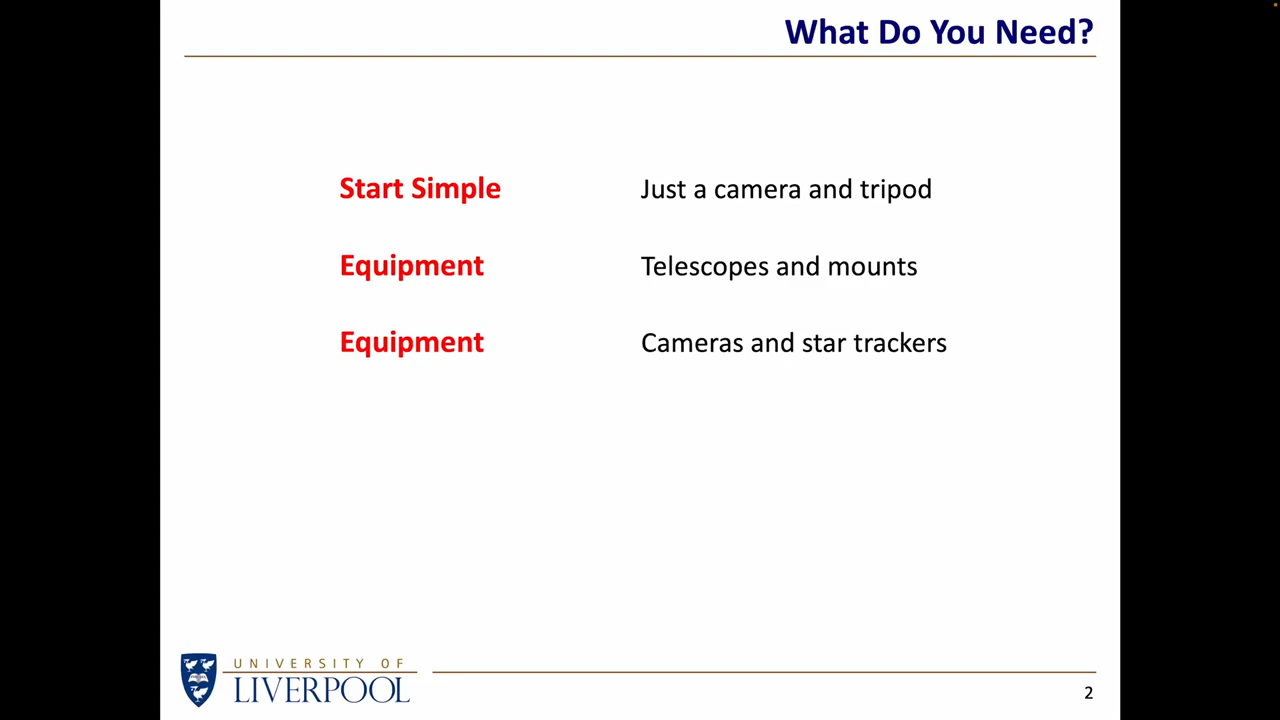 What Do You Need?
Start Simple Just a camera and tripod
Equipment Telescopes and mounts
Equipment Cameras and star trackers
UNIVERSITY OF
LIVERPOOL
2